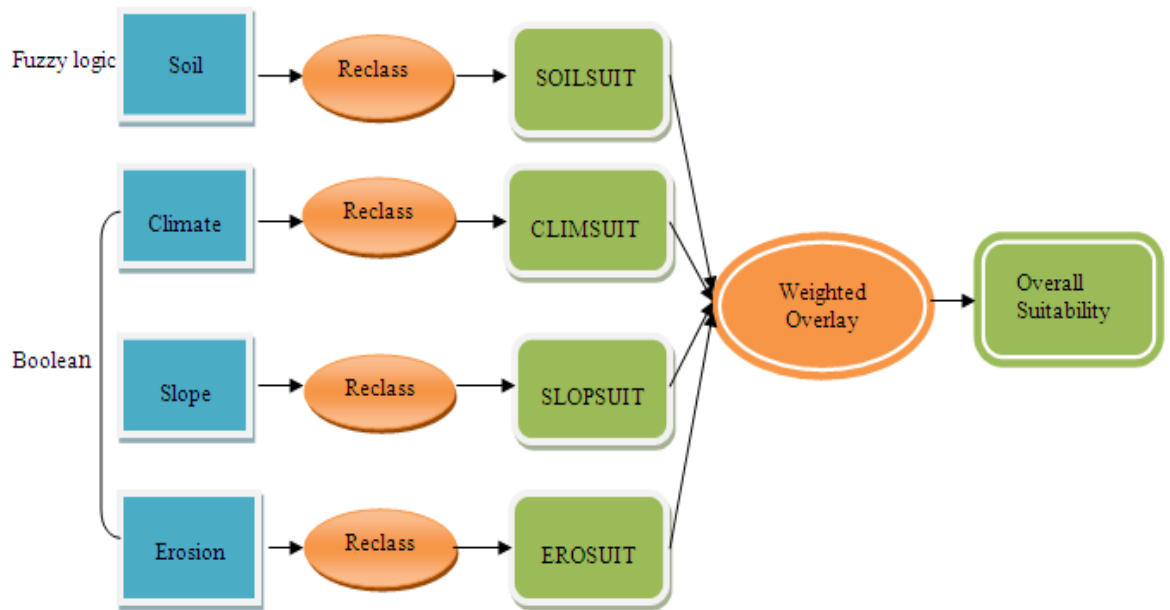 Fuzzy logic
Soil
Reclass
SOILSUIT
Climate
Reclass
CLIMSUIT
Boolean
Slope
Reclass
SLOPSUIT
Erosion
Reclass
EROSUIT
Weighted
Overlay
Overall
Suitability